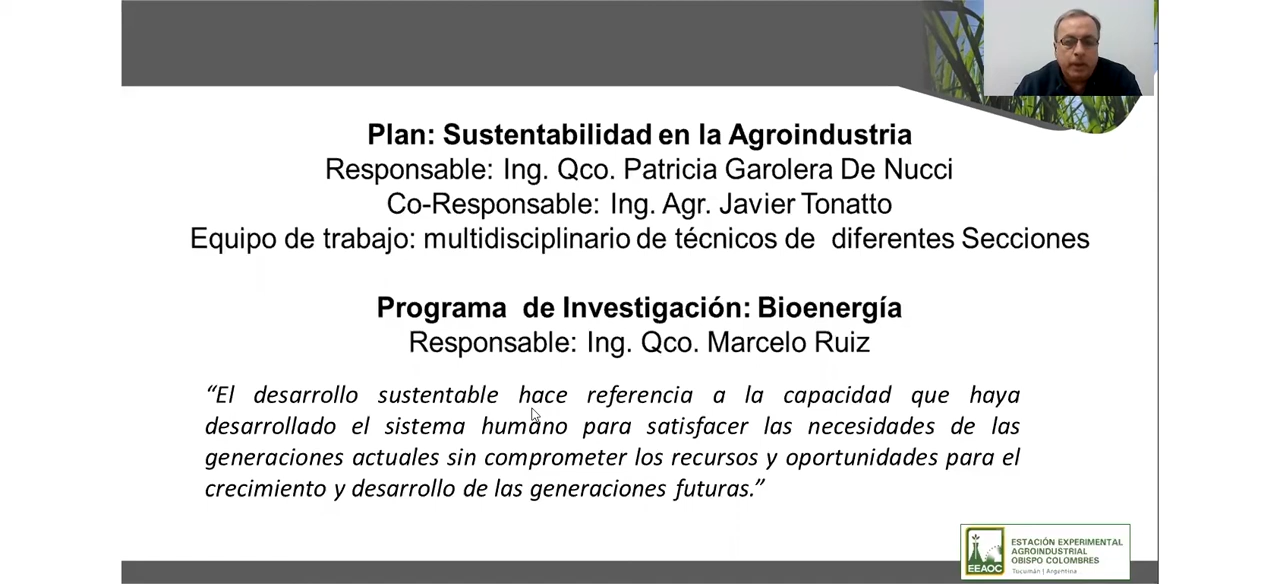 Plan: Sustentabilidad en la Agroindustria
Responsable: Ing. Qco. Patricia Garolera De Nucci
Co-Responsable: Ing. Agr. Javier Tonatto
Equipo de trabajo: multidisciplinario de técnicos de diferentes Secciones
Programa de Investigación: Bioenergía
Responsable: Ing. Qco. Marcelo Ruiz
“El desarrollo sustentable hace referencia a la capacidad que haya
desarrollado el sistema humano para satisfacer las necesidades de las
generaciones actuales sin comprometer los recursos y oportunidades para el
crecimiento y desarrollo de las generaciones futuras.”
EEAOC
ESTACIÓN EXPERIMENTAL
AGROINDUSTRIAL
OBISPO COLOMBRES
Tucumán | Argentina